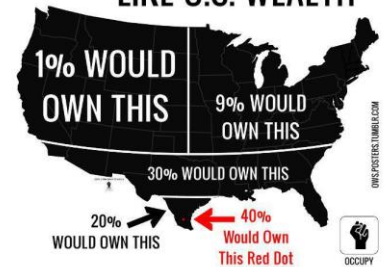 LIKE U.S. WEALTH
1% WOULD
OWN THIS
9% WOULD
OWN THIS
30% WOULD OWN THIS
20%
WOULD OWN THIS
40%
Would Own
This Red Dot
OWS.POSTERS.TUMBLR.COM
OCCUPY